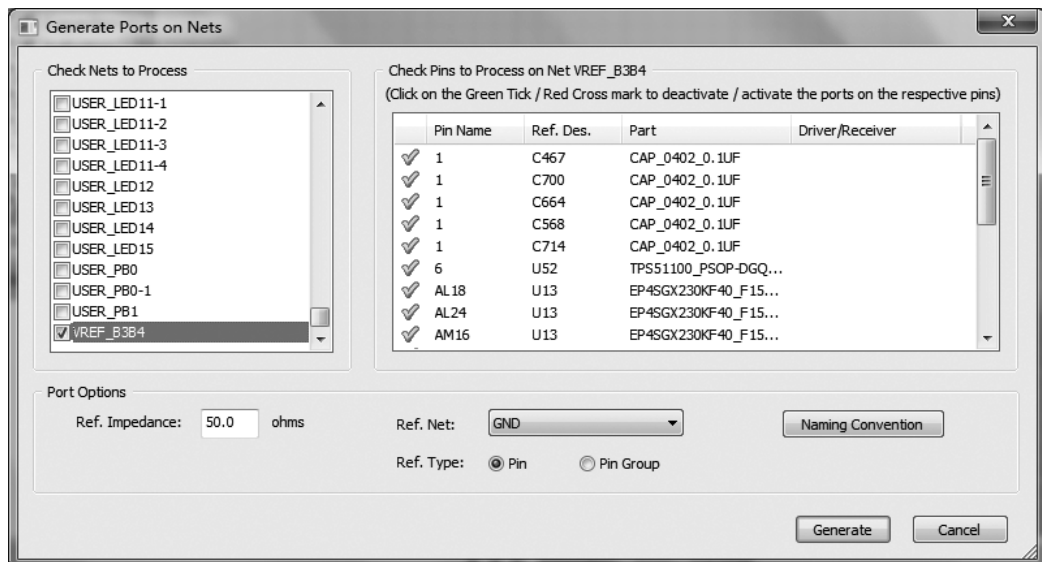 Generate Ports on Nets
Check Nets to Process
USER_LED11-1
USER_LED11-2
USER_LED11-3
USER_LED11-4
USER_LED12
USER_LED13
USER_LED14
USER_LED15
USER_PB0
USER_PB0-1
USER_PB1
VREF_B3B4
Check Pins to Process on Net VREF_B3B4
(Click on the Green Tick / Red Cross mark to deactivate / activate the ports on the respective pins)
Pin Name Ref. Des. Part Driver/Receiver
1 C467 CAP_0402_0.1UF
1 C700 CAP_0402_0.1UF
1 C664 CAP_0402_0.1UF
1 C568 CAP_0402_0.1UF
1 C714 CAP_0402_0.1UF
6 U52 TPS51100_PSOP-DGQ...
AL18 U13 EP4SGX230KF40_F15...
AL24 U13 EP4SGX230KF40_F15...
AM16 U13 EP4SGX230KF40_F15...
Port Options
Ref. Impedance: 50.0 ohms
Ref. Net: GND
Naming Convention
Ref. Type: Pin Pin Group
Generate Cancel